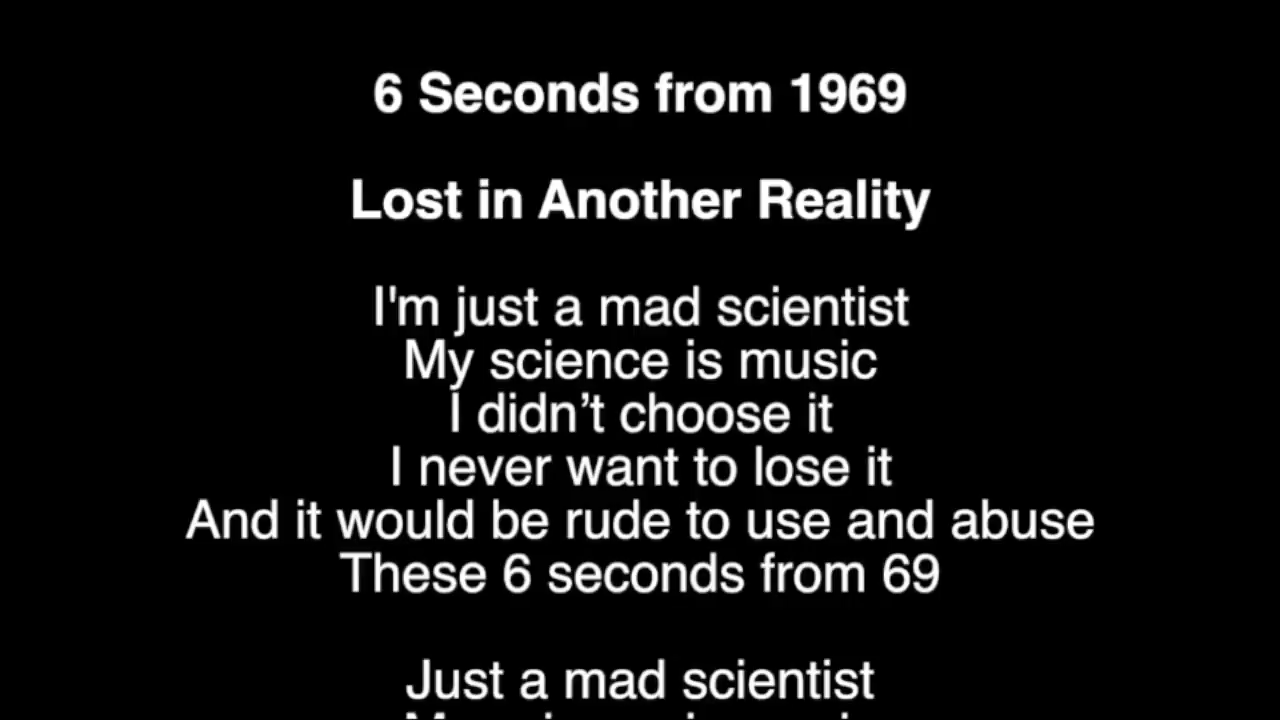 6 Seconds from 1969
Lost in Another Reality
I'm just a mad scientist
My science is music
I didn’t choose it
I never want to lose it
And it would be rude to use and abuse
These 6 seconds from 69
Just a mad scientist